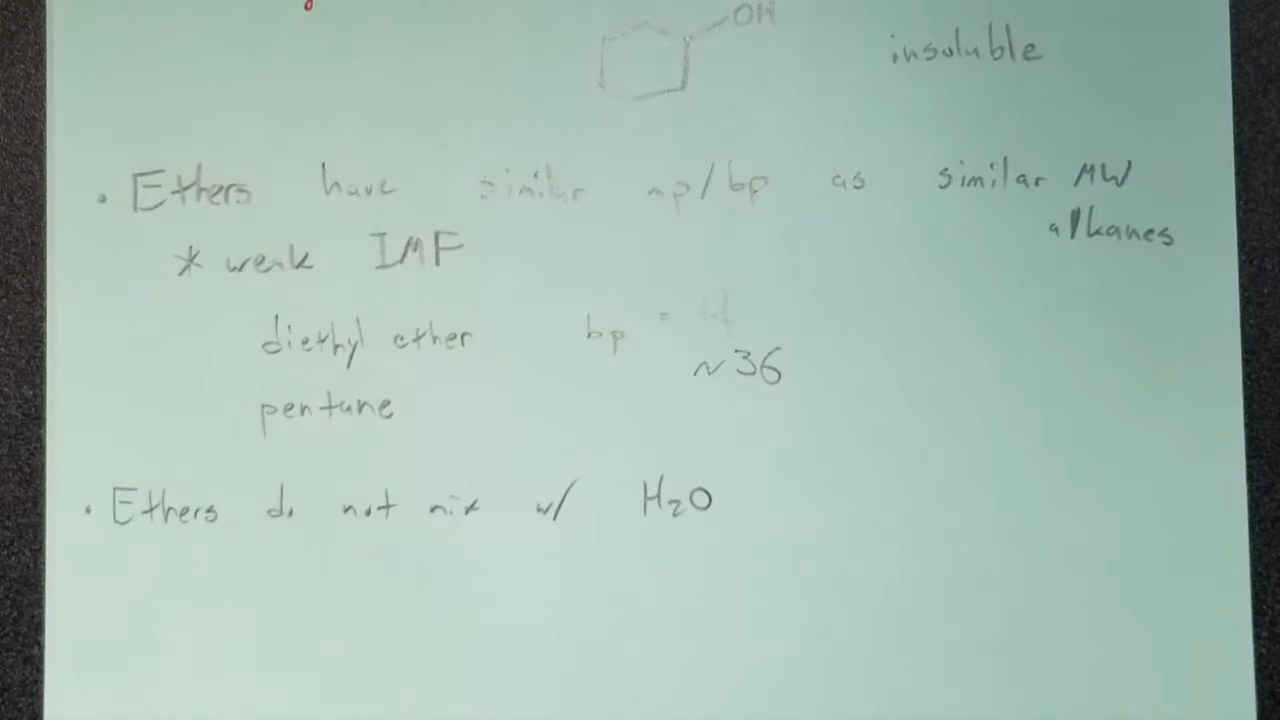 OH
insoluble
• Ethers have similar mp/bp as similar MW
alkanes
* weak IMF
diethyl ether bp =
~36
pentane
• Ethers do not mix w/ H₂O